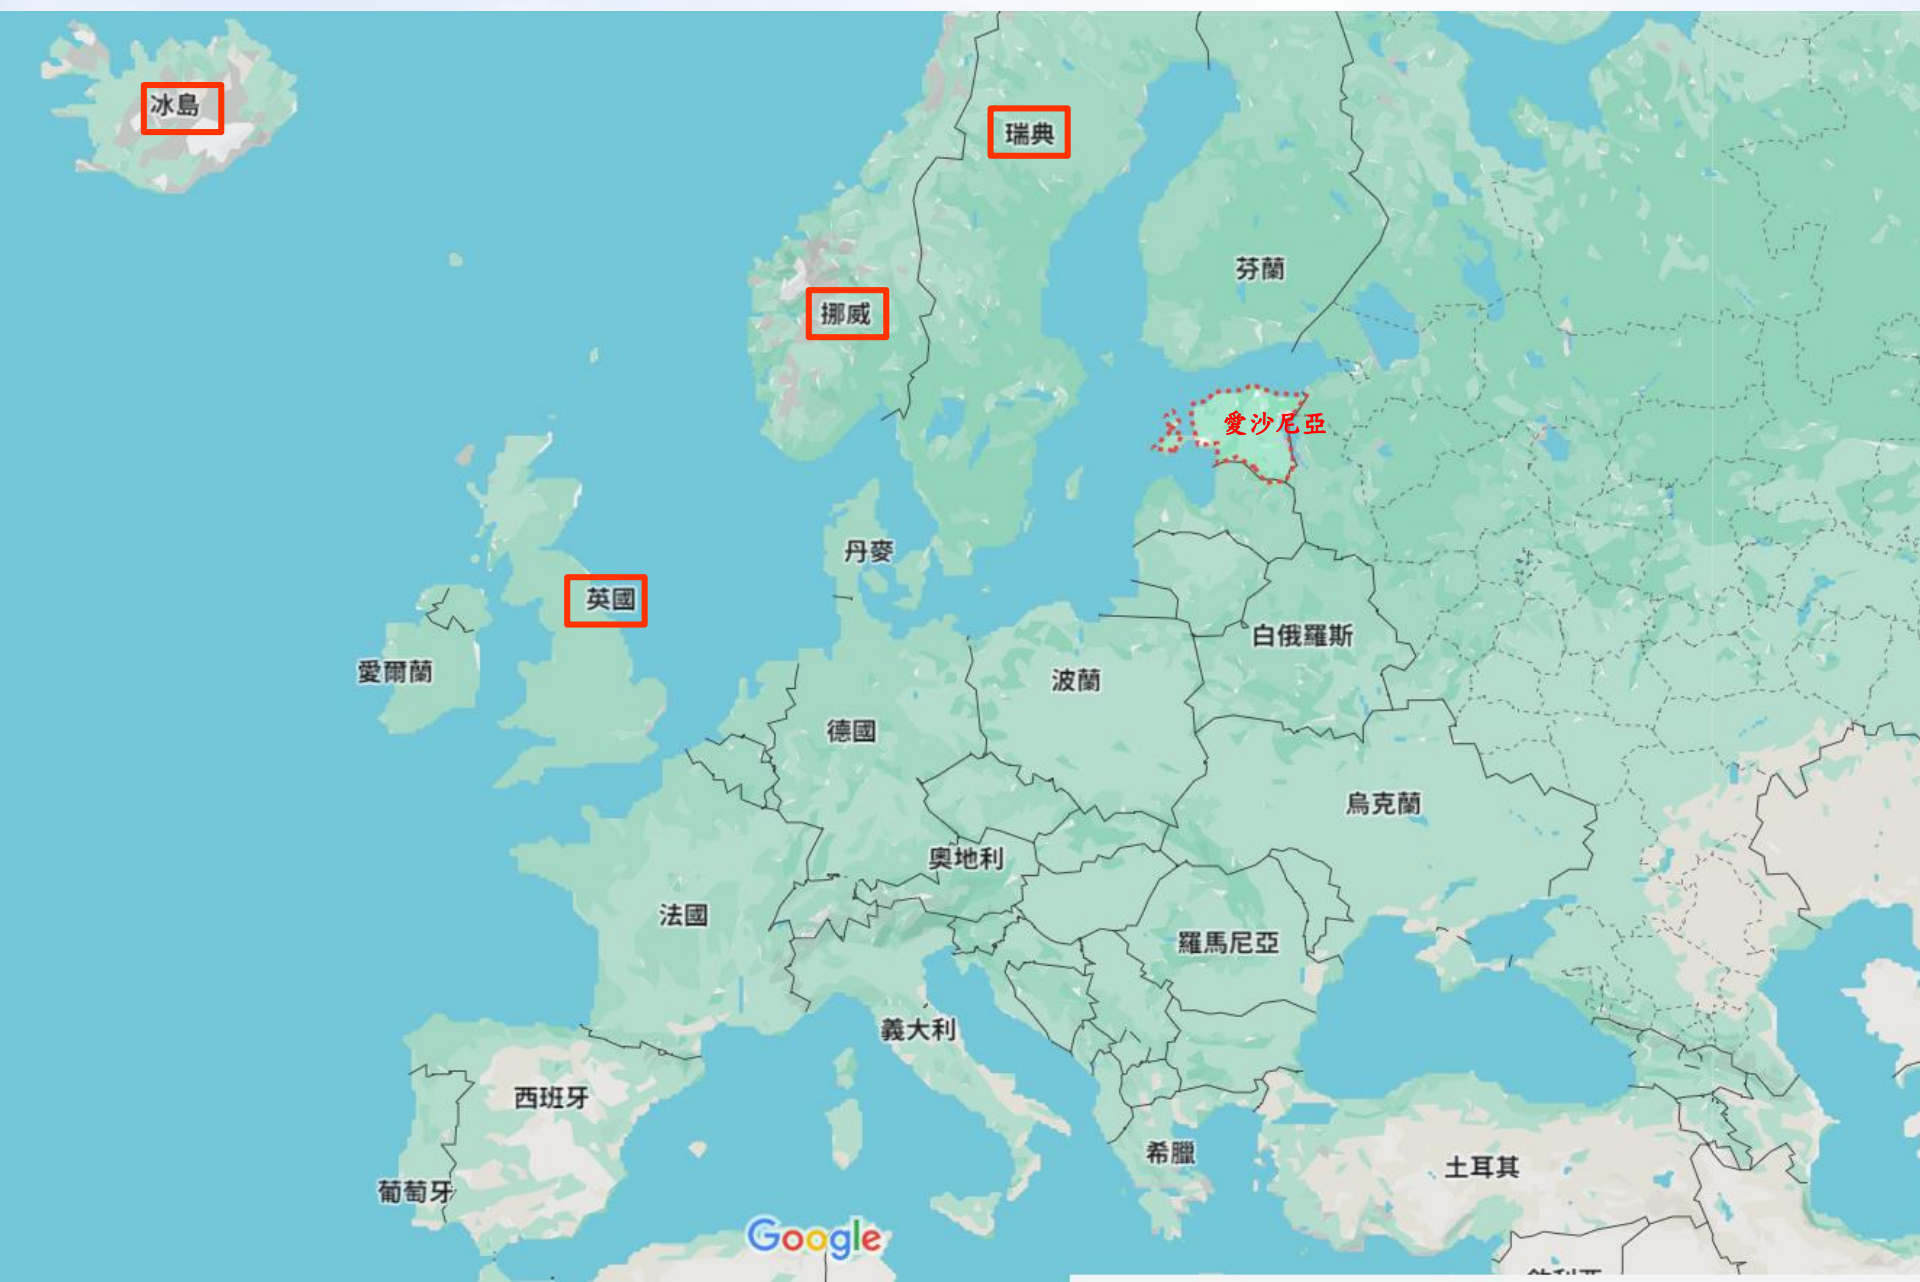 冰島
瑞典
芬蘭
挪威
愛沙尼亞
丹麥
英國
白俄羅斯
愛爾蘭
波蘭
德國
烏克蘭
奧地利
法國
羅馬尼亞
義大利
西班牙
希臘
土耳其
葡萄牙
Google